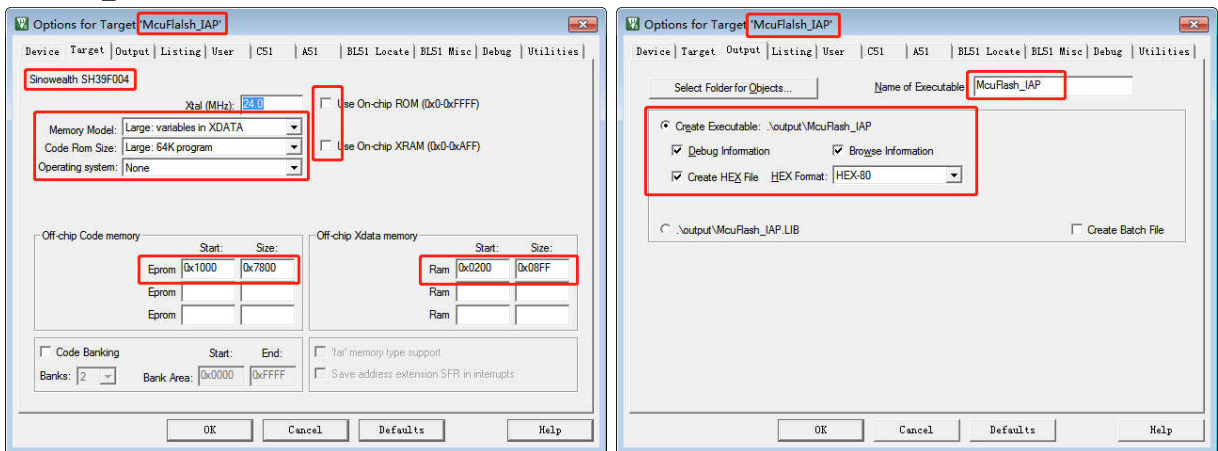 Options for Target 'McuFlalsh_IAP'
Device Target Output Listing User C51 A51 BL51 Locate BL51 Misc Debug Utilities
Sinowealth SH39F004
Xtal (MHz): 24.0
Use On-chip ROM (0x0-0xFFFF)
Memory Model: Large: variables in XDATA
Code Rom Size: Large: 64K program
Use On-chip XRAM (0x0-0xAFF)
Operating system: None
Off-chip Code memory
Start: Size:
Eprom 0x1000 0x7800
Eprom
Eprom
Off-chip Xdata memory
Start: Size:
Ram 0x0200 0x08FF
Ram
Ram
Code Banking Start: End:
Banks: 2 Bank Area: 0x0000 0xFFFF
'far' memory type support
Save address extension SFR in interrupts
OK Cancel Defaults Help
Options for Target 'McuFlalsh_IAP'
Device Target Output Listing User C51 A51 BL51 Locate BL51 Misc Debug Utilities
Select Folder for Objects... Name of Executable: McuFlash_IAP
Create Executable: .\output\McuFlash_IAP
Debug Information Browse Information
Create HEX File HEX Format: HEX-80
.\output\McuFlash_IAP.LIB Create Batch File
OK Cancel Defaults Help